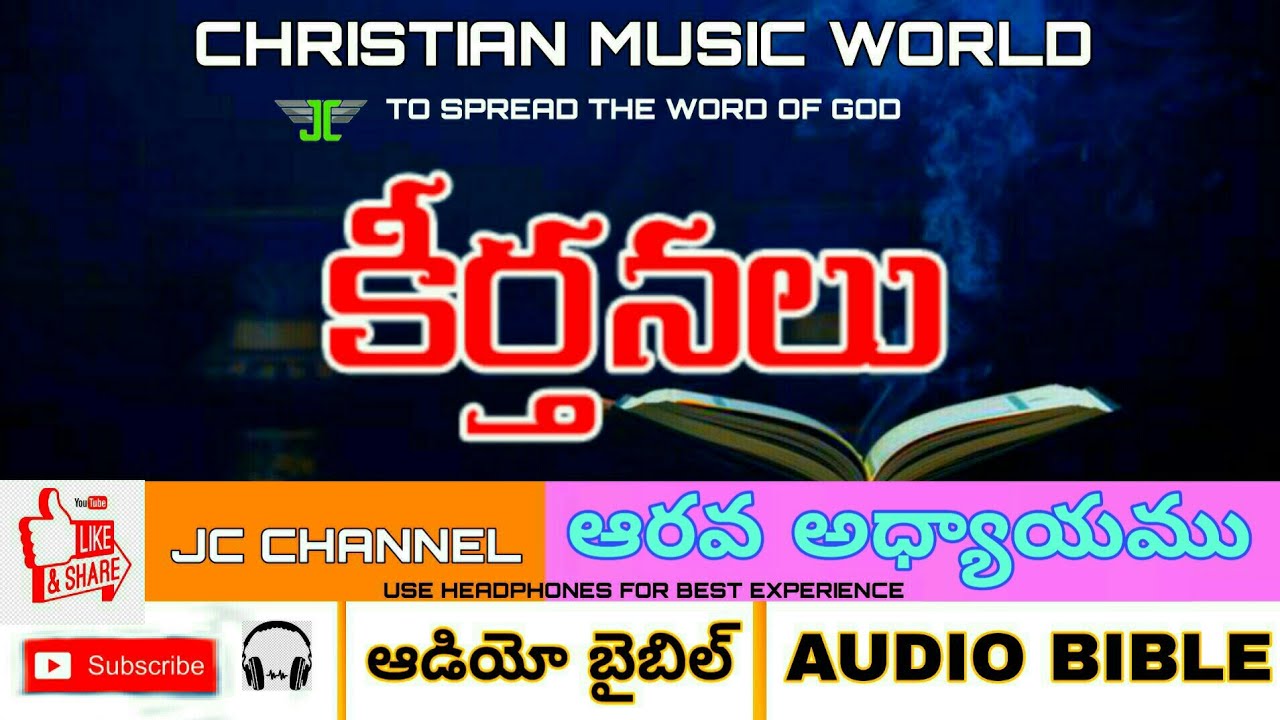 CHRISTIAN MUSIC WORLD
JC TO SPREAD THE WORD OF GOD
కీర్తనలు
YouTube
LIKE
& SHARE
JC CHANNEL
ఆరవ అధ్యాయము
USE HEADPHONES FOR BEST EXPERIENCE
Subscribe
ఆడియో బైబిల్
AUDIO BIBLE